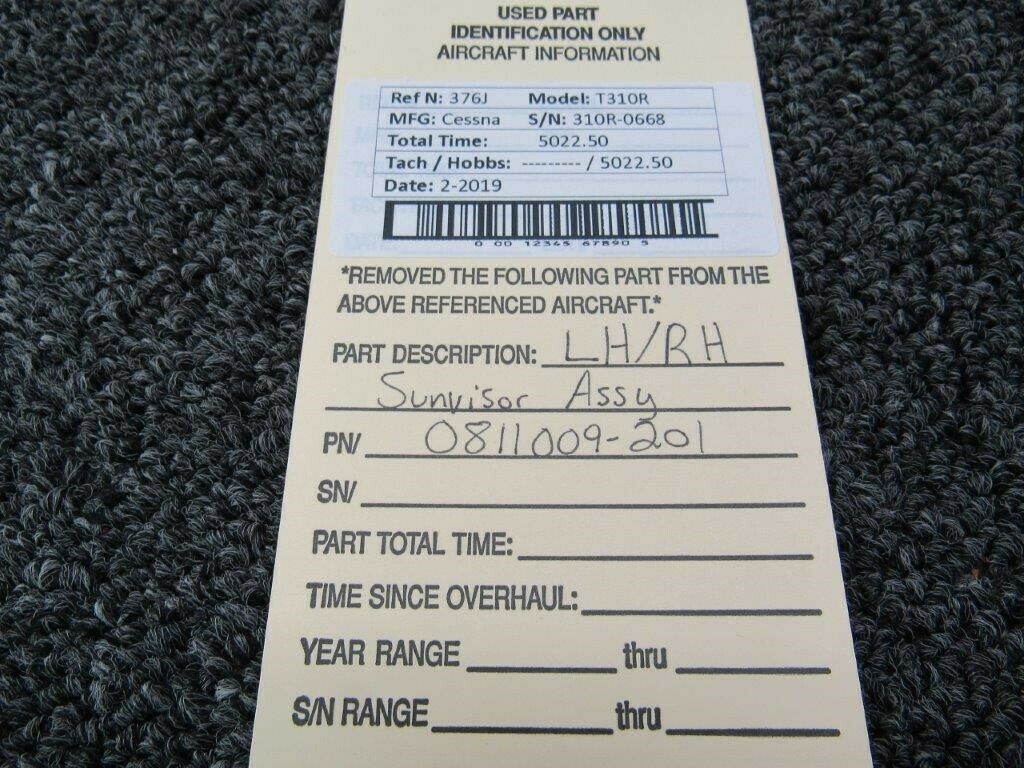 USED PART
IDENTIFICATION ONLY
AIRCRAFT INFORMATION
Ref N: 376J Model: T310R
MFG: Cessna S/N: 310R-0668
Total Time: 5022.50
Tach / Hobbs: --------- / 5022.50
Date: 2-2019
0 00 12345 67890 5
*REMOVED THE FOLLOWING PART FROM THE
ABOVE REFERENCED AIRCRAFT.*
PART DESCRIPTION: LH/RH
Sunvisor Assy
PN/ 0811009-201
SN/
PART TOTAL TIME:
TIME SINCE OVERHAUL:
YEAR RANGE thru
S/N RANGE thru